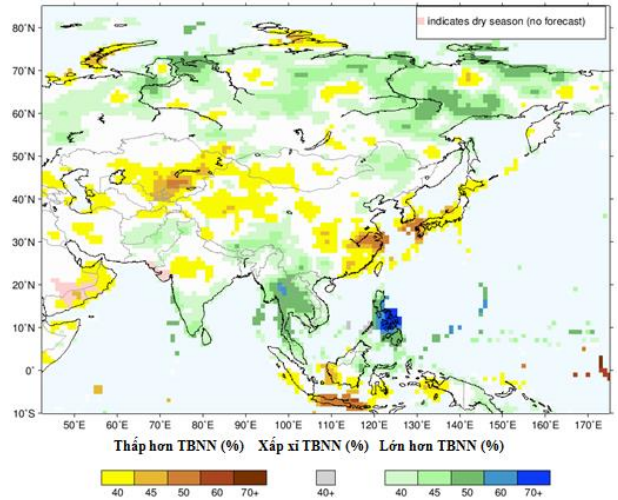 indicates dry season (no forecast)
80°N
70°N
60°N
50°N
40°N
30°N
20°N
10°N
0°
10°S
50°E 60°E 70°E 80°E 90°E 100°E 110°E 120°E 130°E 140°E 150°E 160°E 170°E
Thấp hơn TBNN (%) Xấp xỉ TBNN (%) Lớn hơn TBNN (%)
40 45 50 60 70+ 40+ 40 45 50 60 70+